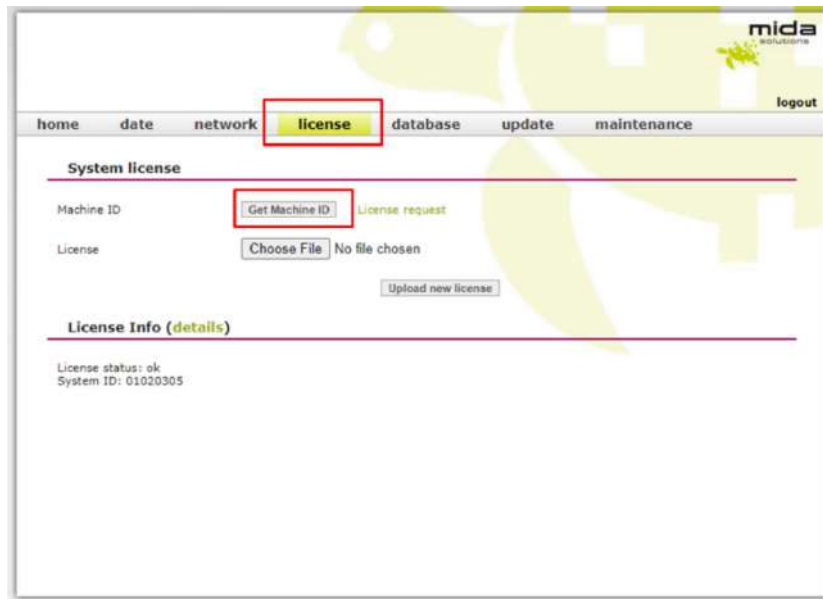 mida
solutions
logout
home date network license database update maintenance
System license
Machine ID Get Machine ID License request
License Choose File No file chosen
Upload new license
License Info (details)
License status: ok
System ID: 01020305